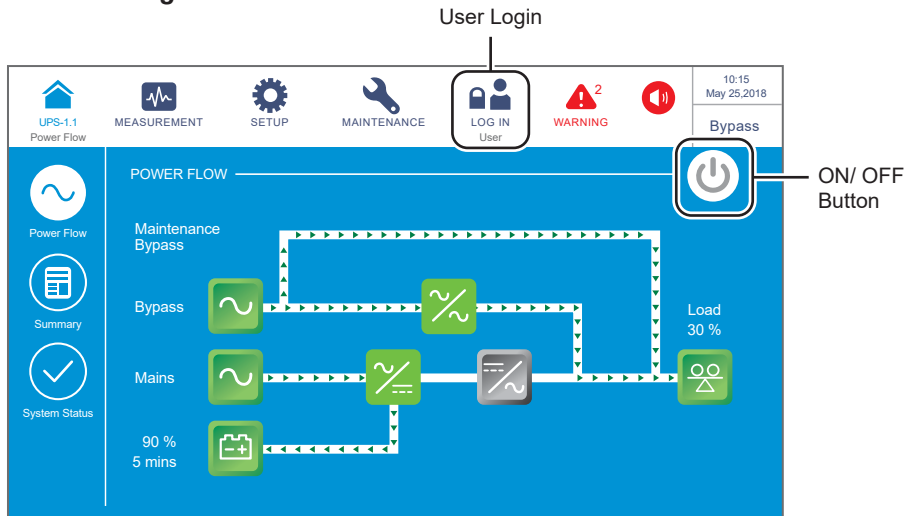 User Login
UPS-1.1
Power Flow
MEASUREMENT
SETUP
MAINTENANCE
LOG IN
User
2
WARNING
10:15
May 25,2018
Bypass
POWER FLOW
ON/ OFF
Button
Power Flow
Summary
System Status
Maintenance
Bypass
Bypass
Load
30 %
Mains
90 %
5 mins